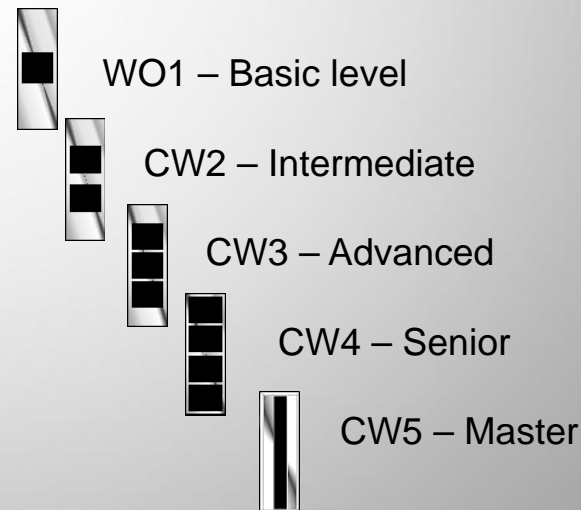 WO1 – Basic level
CW2 – Intermediate
CW3 – Advanced
CW4 – Senior
CW5 – Master